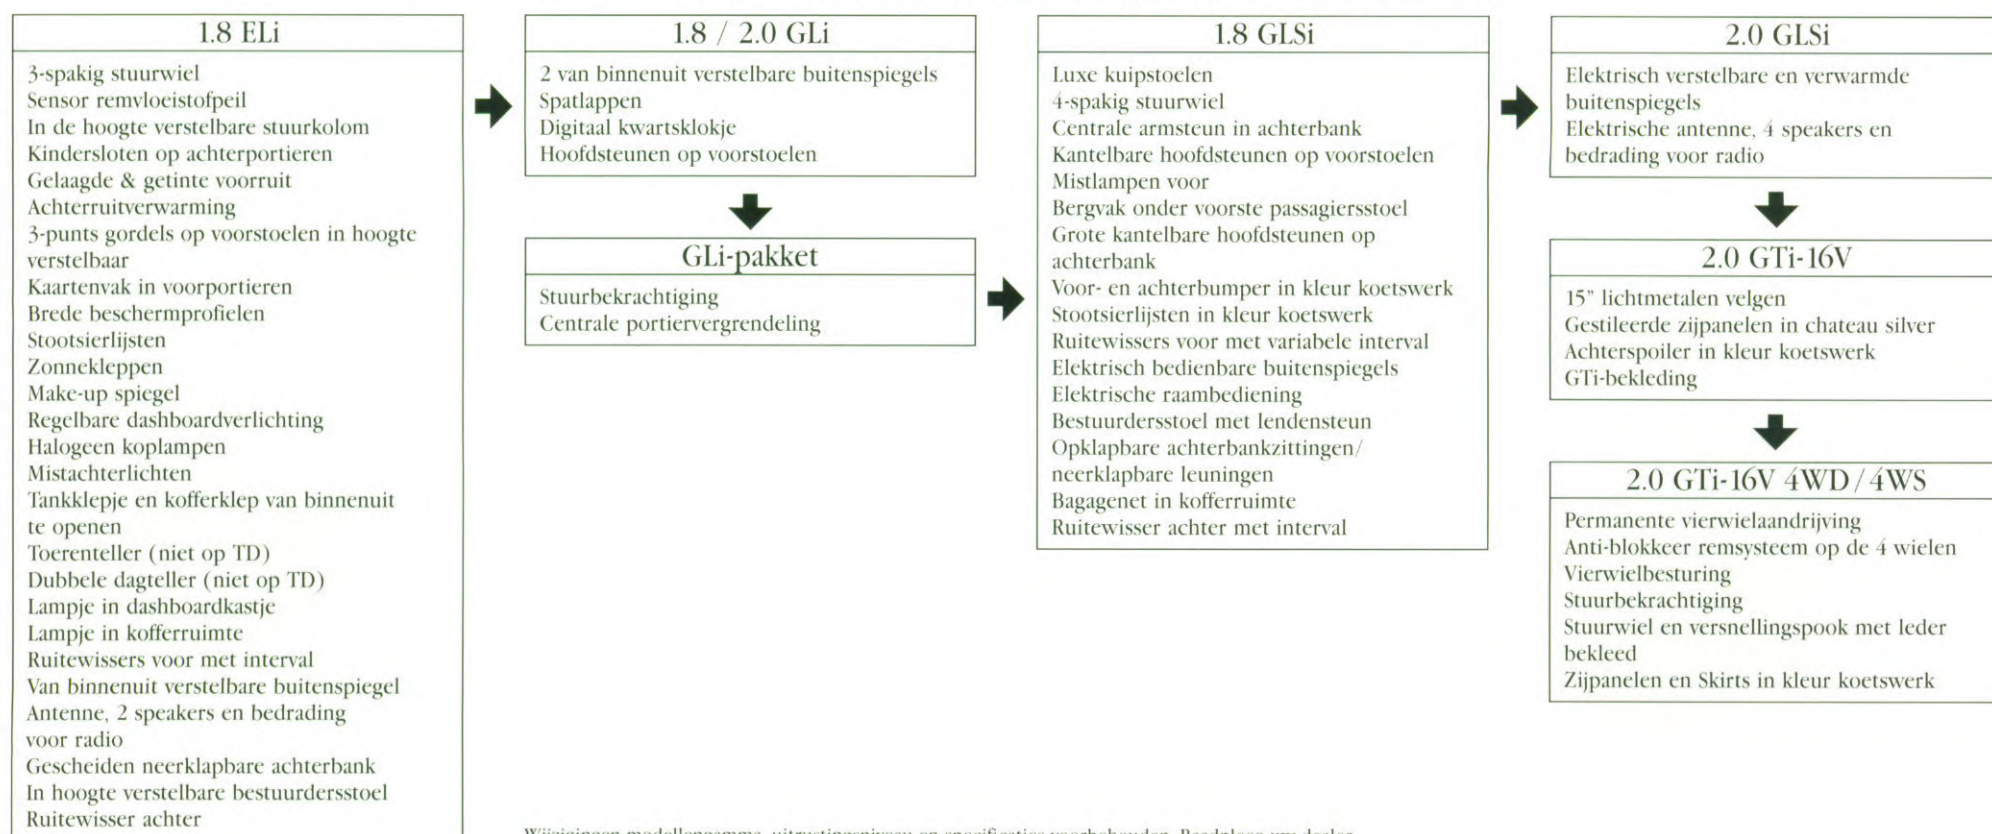 1.8 ELi
3-spakig stuurwiel
Sensor remvloeistofpeil
In de hoogte verstelbare stuurkolom
Kindersloten op achterportieren
Gelaagde & getinte voorruit
Achterruitverwarming
3-punts gordels op voorstoelen in hoogte
verstelbaar
Kaartenvak in voorportieren
Brede beschermprofielen
Stootsierlijsten
Zonnekleppen
Make-up spiegel
Regelbare dashboardverlichting
Halogeen koplampen
Mistachterlichten
Tankklepje en kofferklep van binnenuit
te openen
Toerenteller (niet op TD)
Dubbele dagteller (niet op TD)
Lampje in dashboardkastje
Lampje in kofferruimte
Ruitewissers voor met interval
Van binnenuit verstelbare buitenspiegel
Antenne, 2 speakers en bedrading
voor radio
Gescheiden neerklapbare achterbank
In hoogte verstelbare bestuurdersstoel
Ruitewisser achter
1.8 / 2.0 GLi
2 van binnenuit verstelbare buitenspiegels
Spatlappen
Digitaal kwartsklokje
Hoofdsteunen op voorstoelen
GLi-pakket
Stuurbekrachtiging
Centrale portiervergrendeling
1.8 GLSi
Luxe kuipstoelen
4-spakig stuurwiel
Centrale armsteun in achterbank
Kantelbare hoofdsteunen op voorstoelen
Mistlampen voor
Bergvak onder voorste passagiersstoel
Grote kantelbare hoofdsteunen op
achterbank
Voor- en achterbumper in kleur koetswerk
Stootsierlijsten in kleur koetswerk
Ruitewissers voor met variabele interval
Elektrisch bedienbare buitenspiegels
Elektrische raambediening
Bestuurdersstoel met lendensteun
Opklapbare achterbankzittingen/
neerklapbare leuningen
Bagagenet in kofferruimte
Ruitewisser achter met interval
2.0 GLSi
Elektrisch verstelbare en verwarmde
buitenspiegels
Elektrische antenne, 4 speakers en
bedrading voor radio
2.0 GTi-16V
15" lichtmetalen velgen
Gestileerde zijpanelen in chateau silver
Achterspoiler in kleur koetswerk
GTi-bekleding
2.0 GTi-16V 4WD/4WS
Permanente vierwielaandrijving
Anti-blokkeer remsysteem op de 4 wielen
Vierwielbesturing
Stuurbekrachtiging
Stuurwiel en versnellingspook met leder
bekleed
Zijpanelen en Skirts in kleur koetswerk
Wijzigingen modellengamma, uitrustingsniveau en specificaties voorbehouden. Raadpleeg uw dealer.